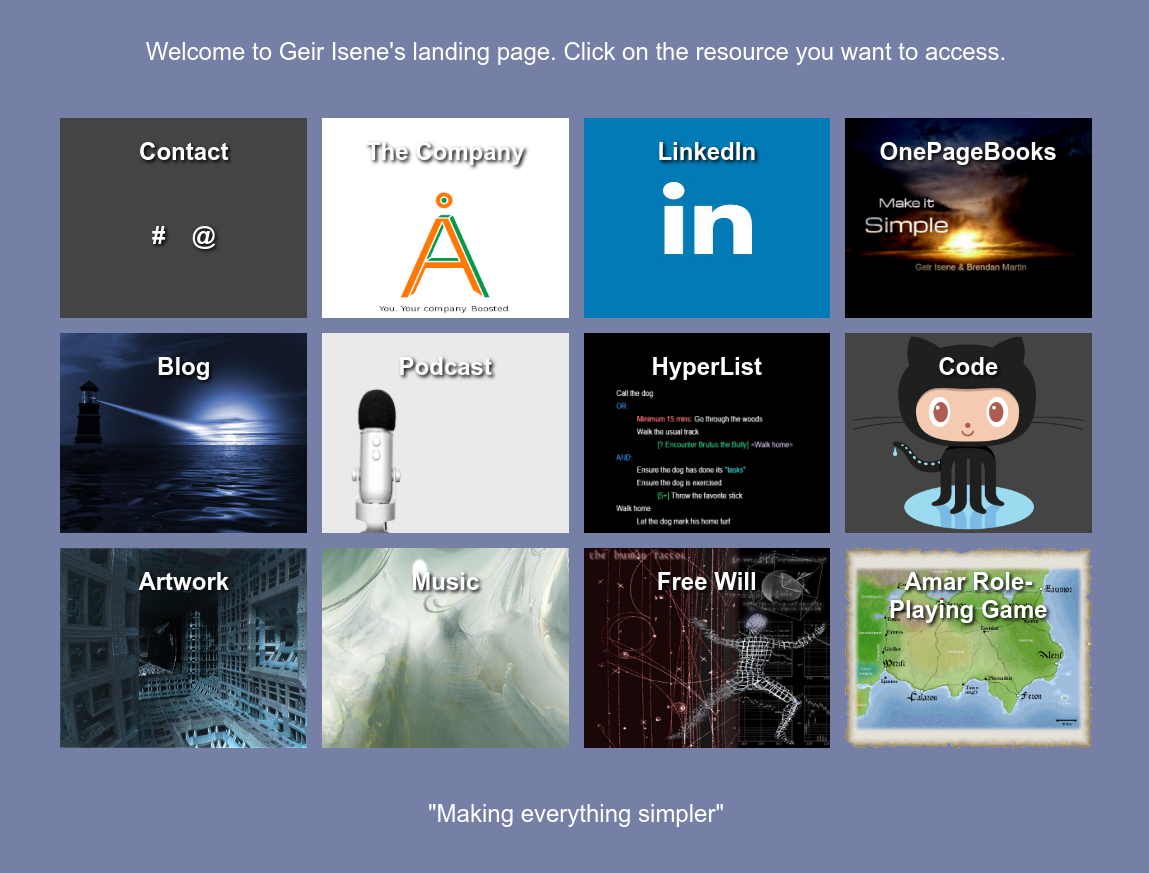 Welcome to Geir Isene's landing page. Click on the resource you want to access.
Contact
# @
The Company
You. Your company. Boosted.
LinkedIn
in
OnePageBooks
Make it
Simple
Geir Isene & Brendan Martin
Blog
Podcast
HyperList
Call the dog
OR:
Minimum 15 mins: Go through the woods
Walk the usual track
[? Encounter Brutus the Bully] <Walk home>
AND:
Ensure the dog has done its "tasks"
Ensure the dog is exercised
[5+] Throw the favorite stick
Walk home
Let the dog mark his home turf
Code
Artwork
Music
Free Will
the human factor
Amar Role-
Playing Game
Calaron
Feron
"Making everything simpler"